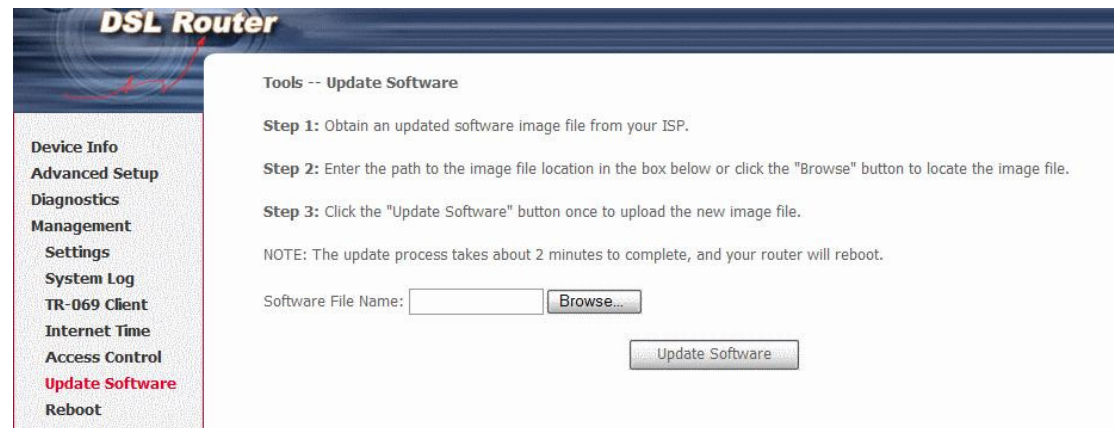 DSL Router
Device Info
Advanced Setup
Diagnostics
Management
Settings
System Log
TR-069 Client
Internet Time
Access Control
Update Software
Reboot
Tools -- Update Software
Step 1: Obtain an updated software image file from your ISP.
Step 2: Enter the path to the image file location in the box below or click the "Browse" button to locate the image file.
Step 3: Click the "Update Software" button once to upload the new image file.
NOTE: The update process takes about 2 minutes to complete, and your router will reboot.
Software File Name: Browse...
Update Software